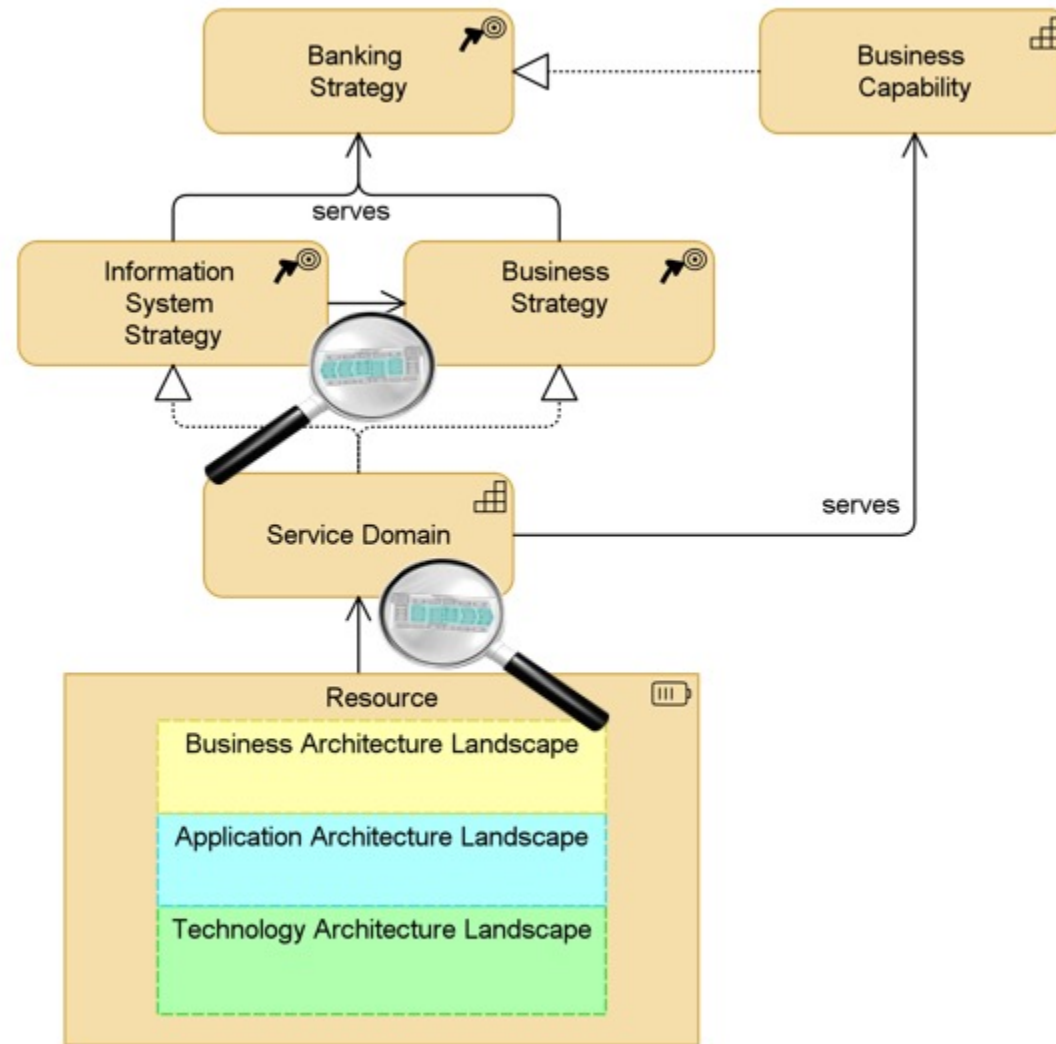 Banking
Strategy
Business
Capability
serves
Information
System
Strategy
Business
Strategy
Service Domain
serves
Resource
Business Architecture Landscape
Application Architecture Landscape
Technology Architecture Landscape